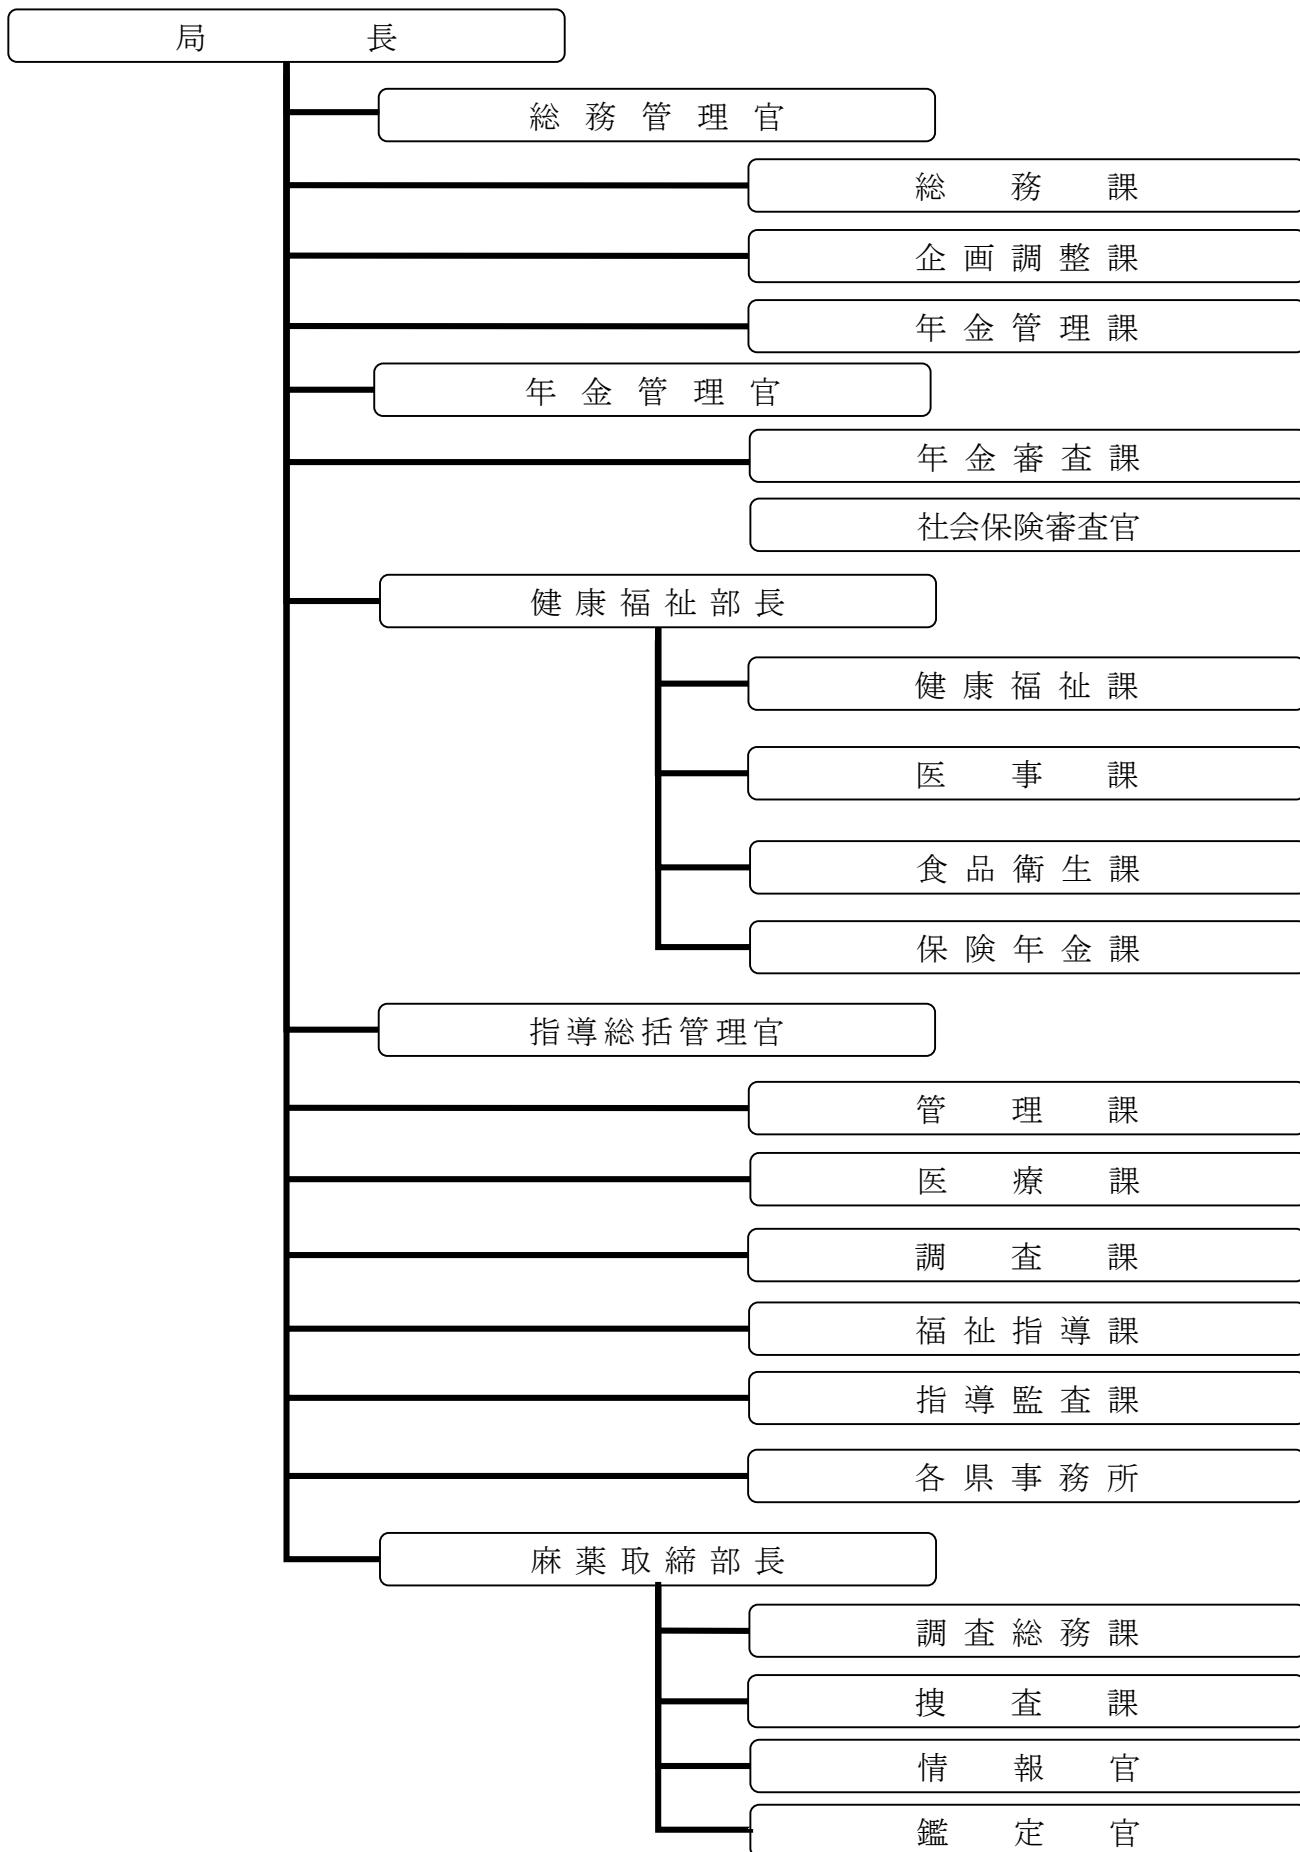 局長
総務管理官
総務課
企画調整課
年金管理課
年金管理官
年金審査課
社会保険審査官
健康福祉部長
健康福祉課
医事課
食品衛生課
保険年金課
指導総括管理官
管理課
医療課
調査課
福祉指導課
指導監査課
各県事務所
麻薬取締部長
調査総務課
捜査課
情報官
鑑定官